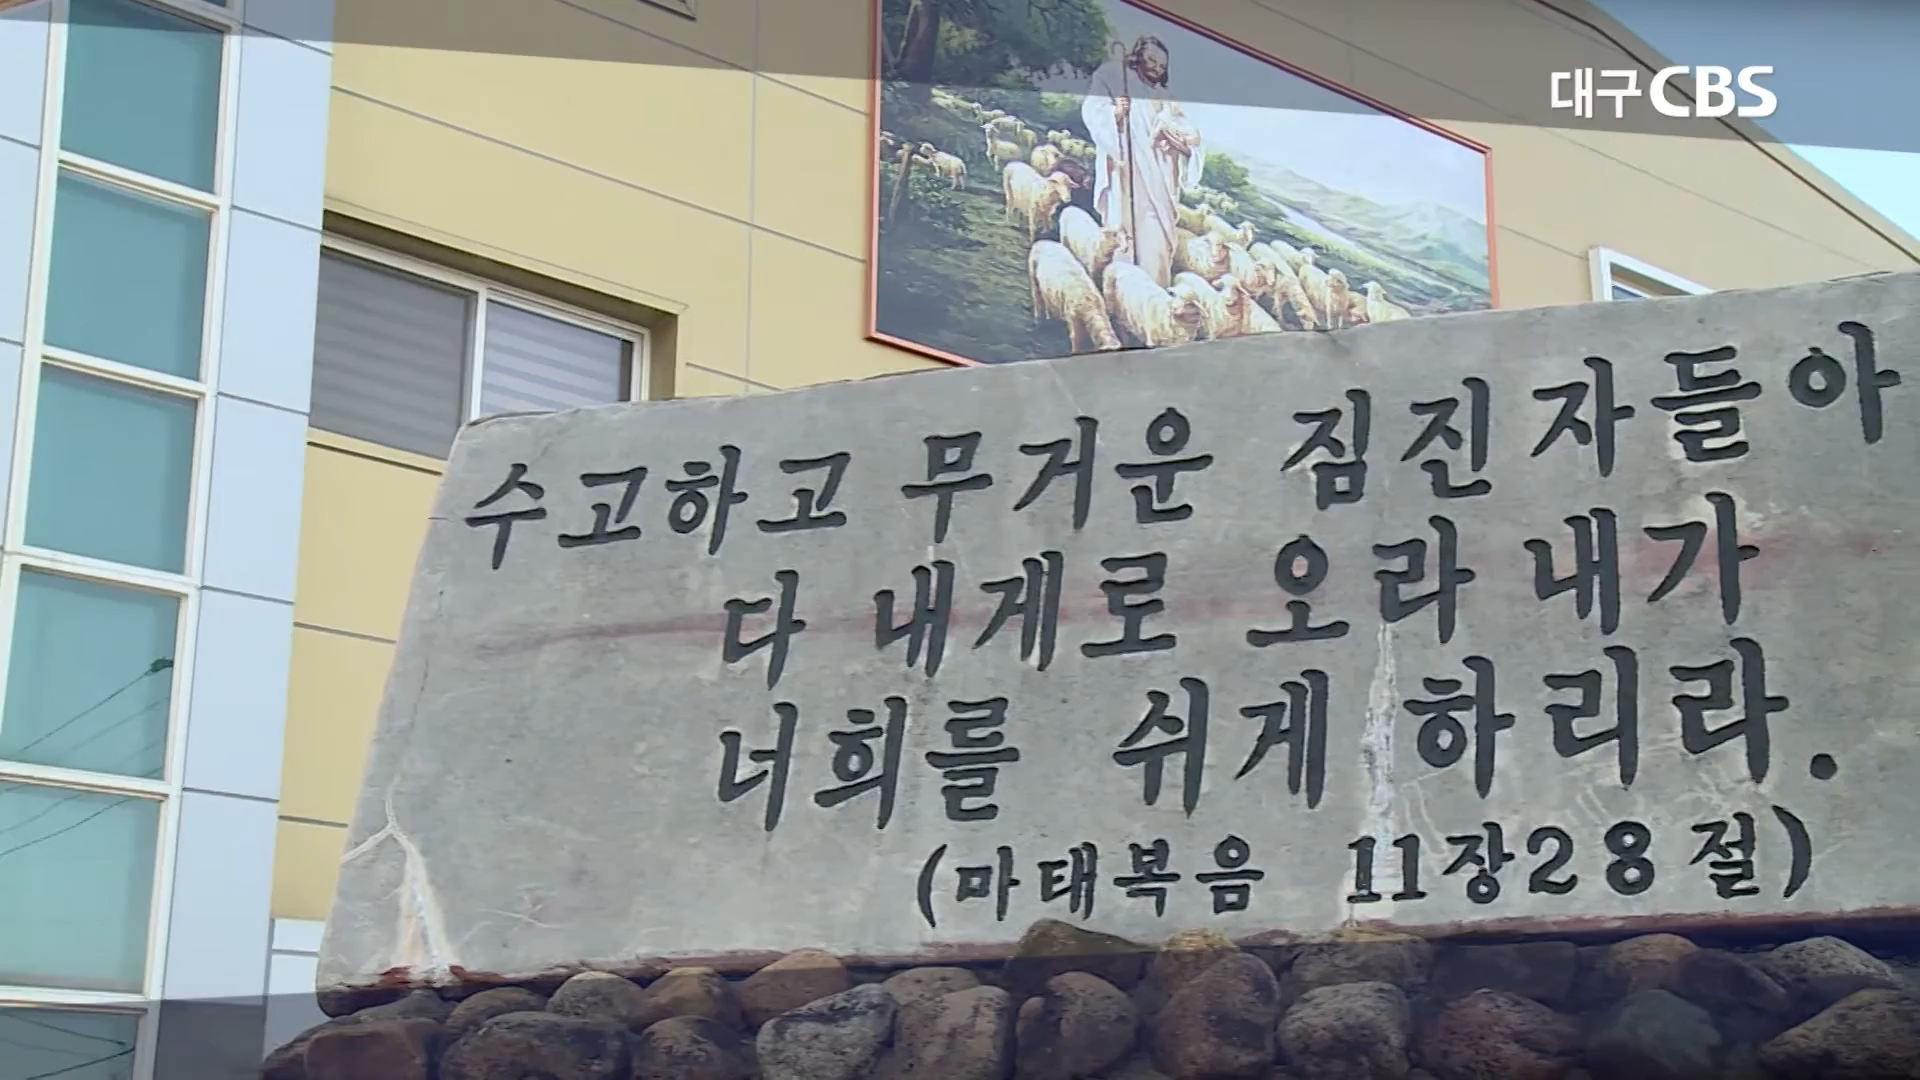 대구CBS
수고하고 무거운 짐진자들아
다 내게로 오라 내가
너희를 쉬게 하리라.
(마태복음 11장28절)